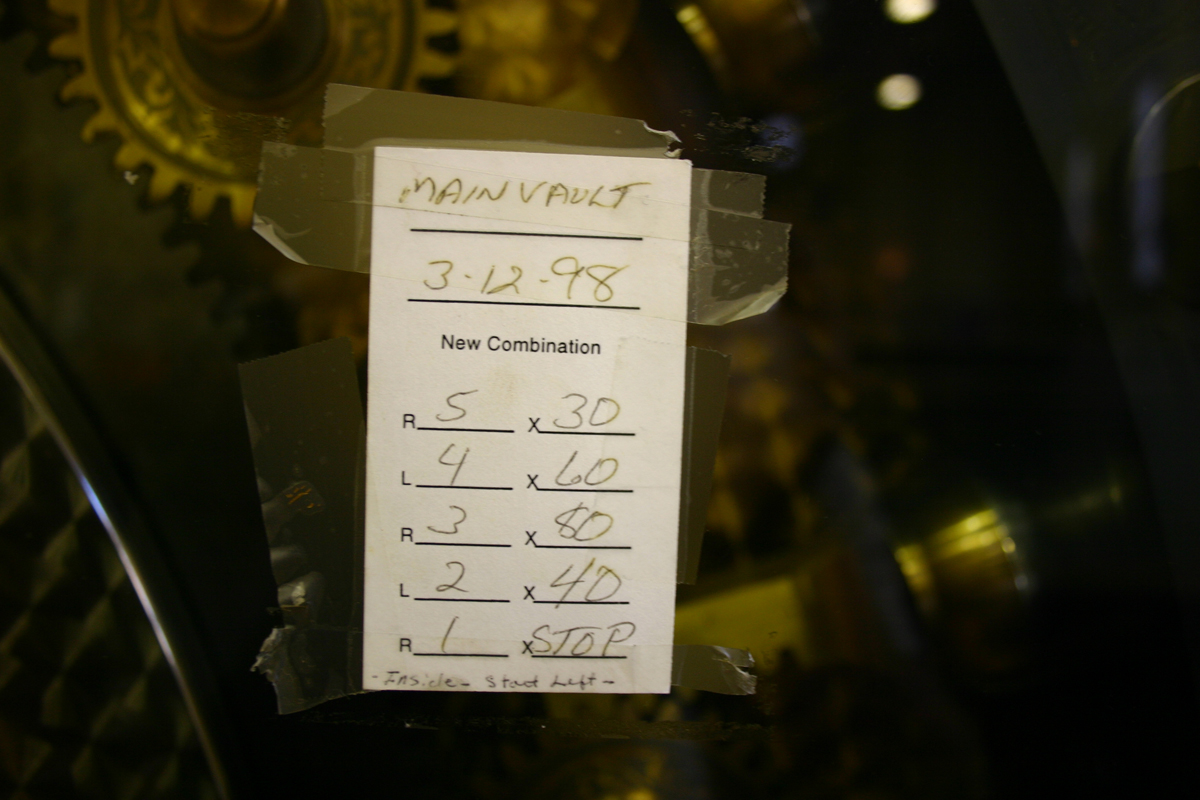 MAIN VAULT
3-12-98
New Combination
R 5 X 30
L 4 X 60
R 3 X 80
L 2 X 40
R 1 X STOP
- Inside - Start Left -